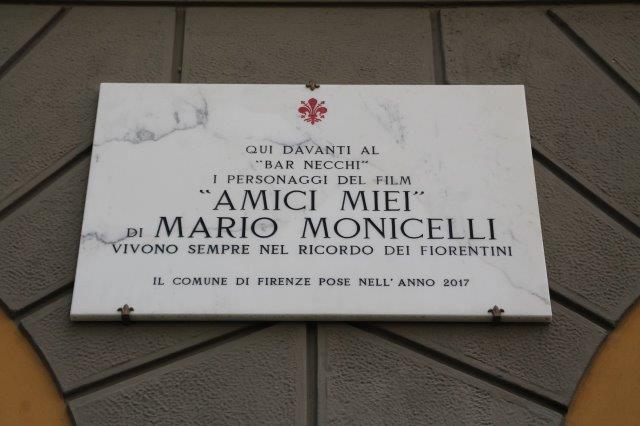 QUI DAVANTI AL
"BAR NECCHI"
I PERSONAGGI DEL FILM
"AMICI MIEI"
DI MARIO MONICELLI
VIVONO SEMPRE NEL RICORDO DEI FIORENTINI
IL COMUNE DI FIRENZE POSE NELL'ANNO 2017